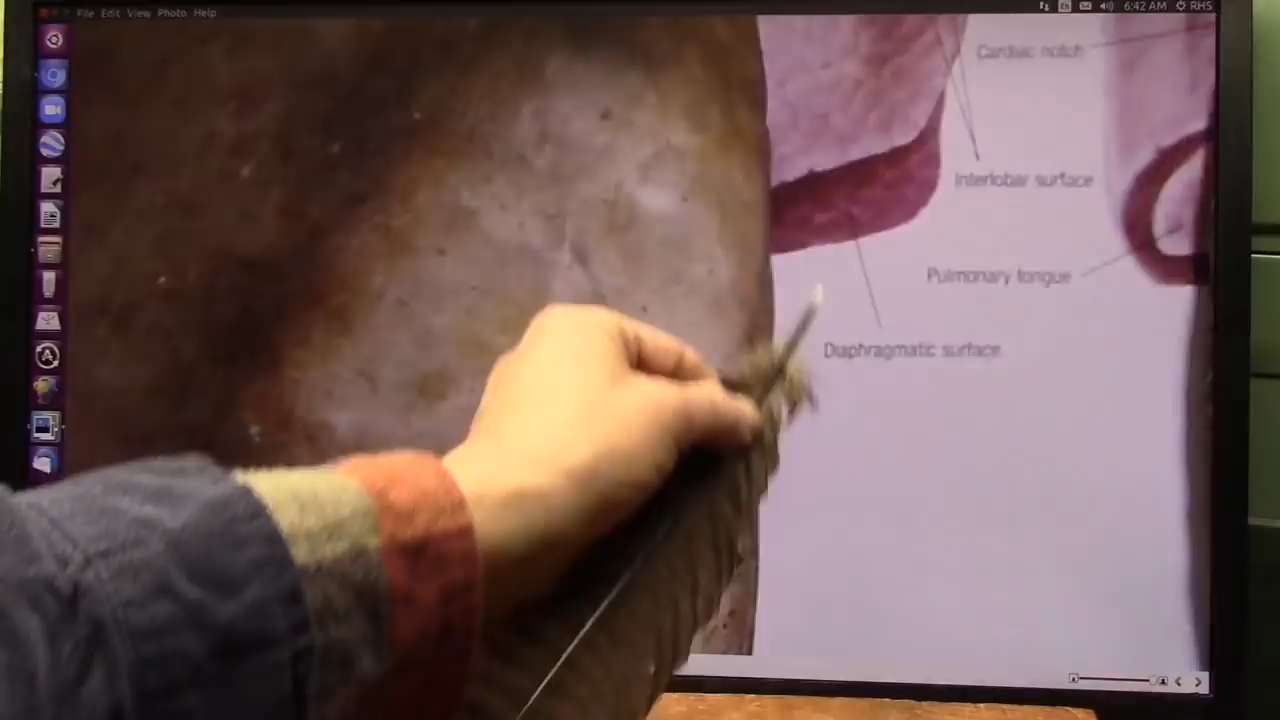 File Edit View Photo Help
6:42 AM RHS
Cardiac notch
Interlobar surface
Pulmonary tongue
Diaphragmatic surface